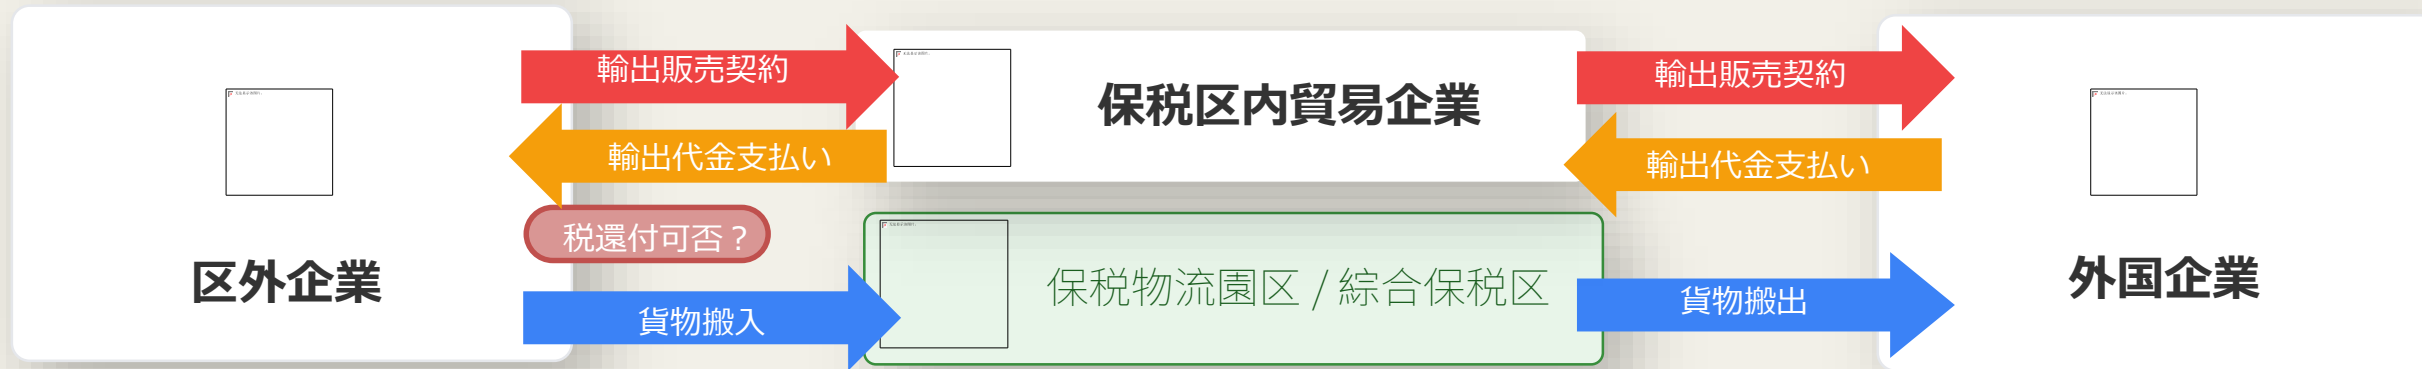 輸出販売契約
輸出代金支払い
税還付可否？
区外企業
貨物搬入
保税区内貿易企業
保税物流園区 / 綜合保税区
輸出販売契約
輸出代金支払い
貨物搬出
外国企業